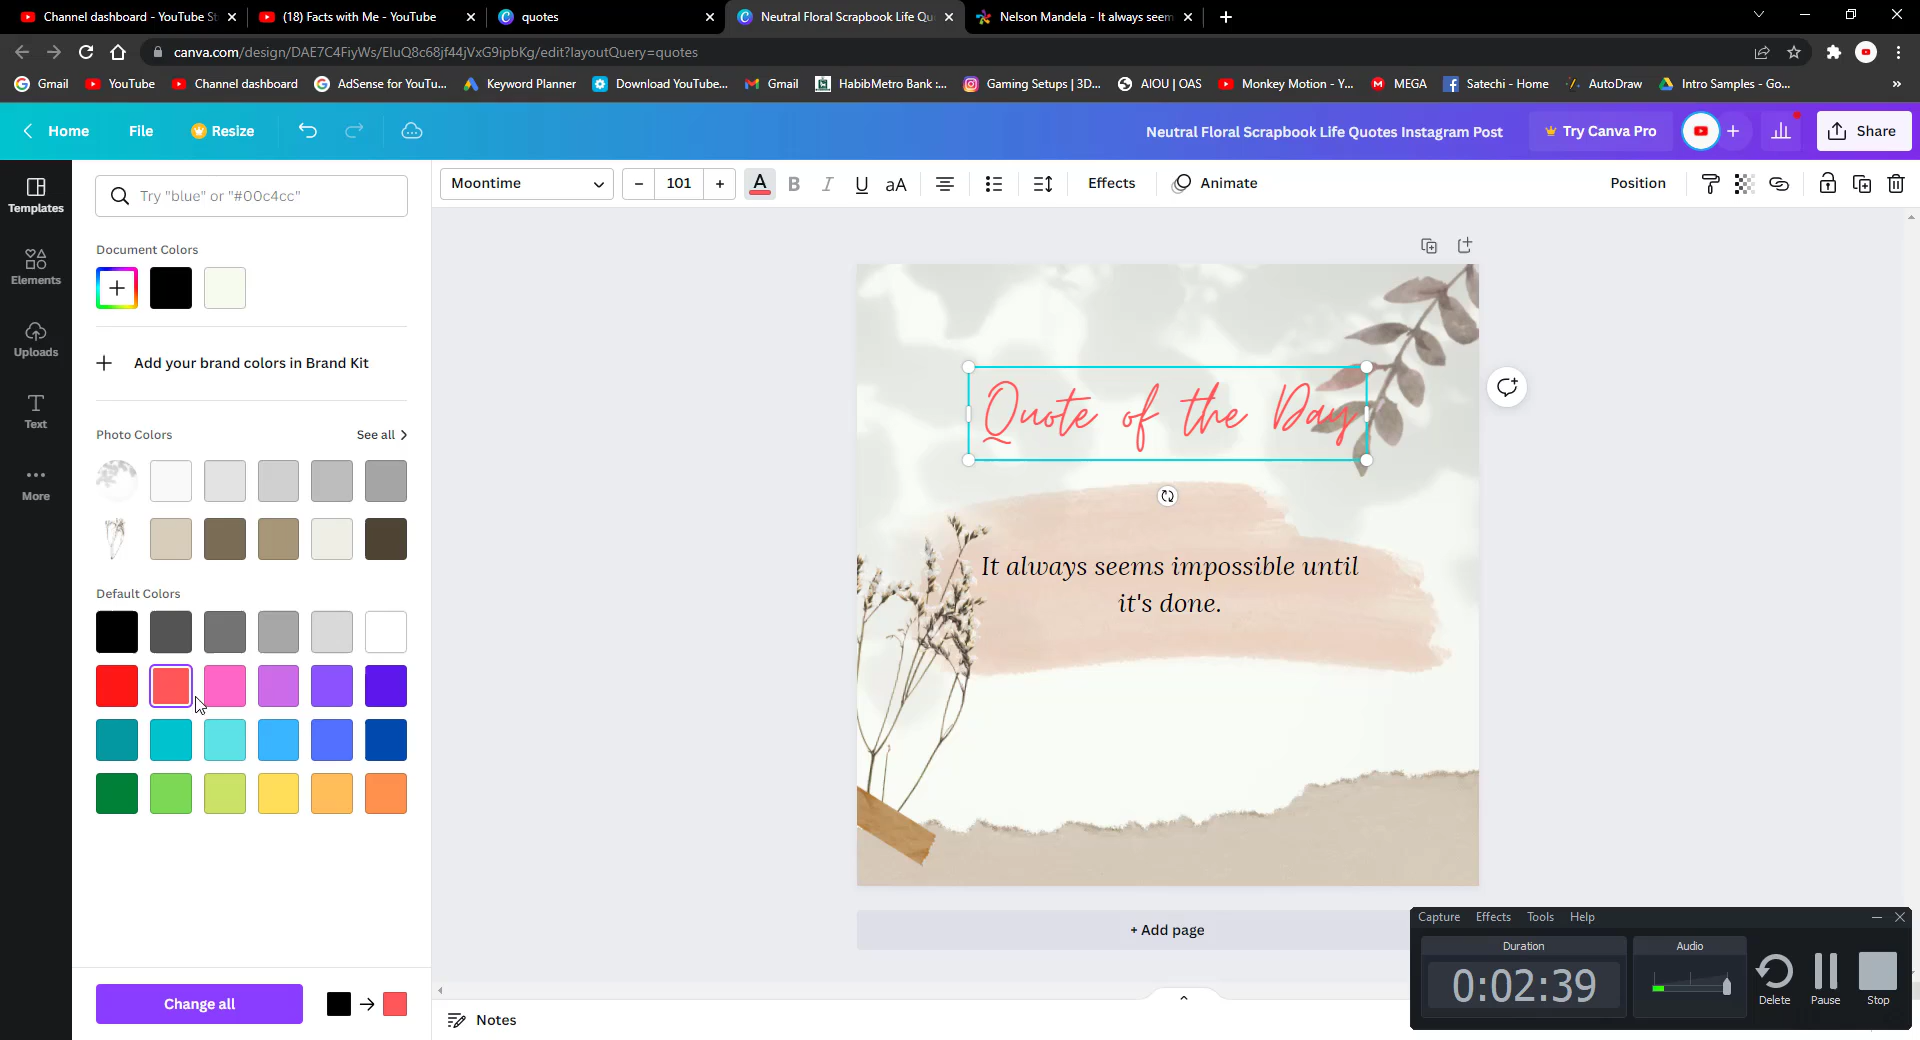 Channel dashboard - YouTube St
(18) Facts with Me - YouTube
quotes
Neutral Floral Scrapbook Life Qu
Nelson Mandela - It always seem
canva.com/design/DAE7C4FiyWs/EIuQ8c68jf44jVxG9ipbKg/edit?layoutQuery=quotes
Gmail
YouTube
Channel dashboard
AdSense for YouTu...
Keyword Planner
Download YouTube...
Gmail
HabibMetro Bank :...
Gaming Setups | 3D...
AIOU | OAS
Monkey Motion - Y...
MEGA
Satechi - Home
AutoDraw
Intro Samples - Go...
Home
File
Resize
Neutral Floral Scrapbook Life Quotes Instagram Post
Try Canva Pro
Share
Templates
Elements
Uploads
Text
More
Try "blue" or "#00c4cc"
Document Colors
Add your brand colors in Brand Kit
Photo Colors
See all
Default Colors
Change all
Moontime
101
A
B
I
U
aA
Effects
Animate
Position
Quote of the Day
It always seems impossible until
it's done.
+ Add page
Notes
Capture
Effects
Tools
Help
Duration
Audio
0:02:39
Delete
Pause
Stop